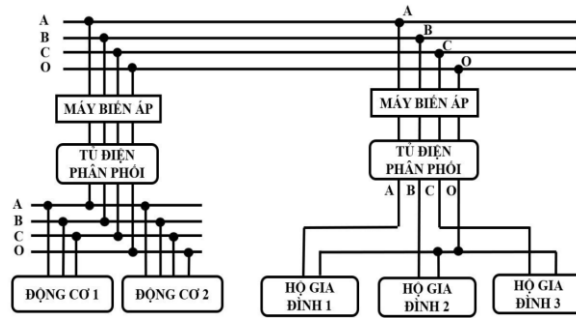 A
B
C
O
A
B
C
O
MÁY BIẾN ÁP
MÁY BIẾN ÁP
TỦ ĐIỆN
PHÂN PHỐI
TỦ ĐIỆN
PHÂN PHỐI
A
B
C
O
A
B
C
O
ĐỘNG CƠ 1
ĐỘNG CƠ 2
HỘ GIA
ĐÌNH 1
HỘ GIA
ĐÌNH 2
HỘ GIA
ĐÌNH 3